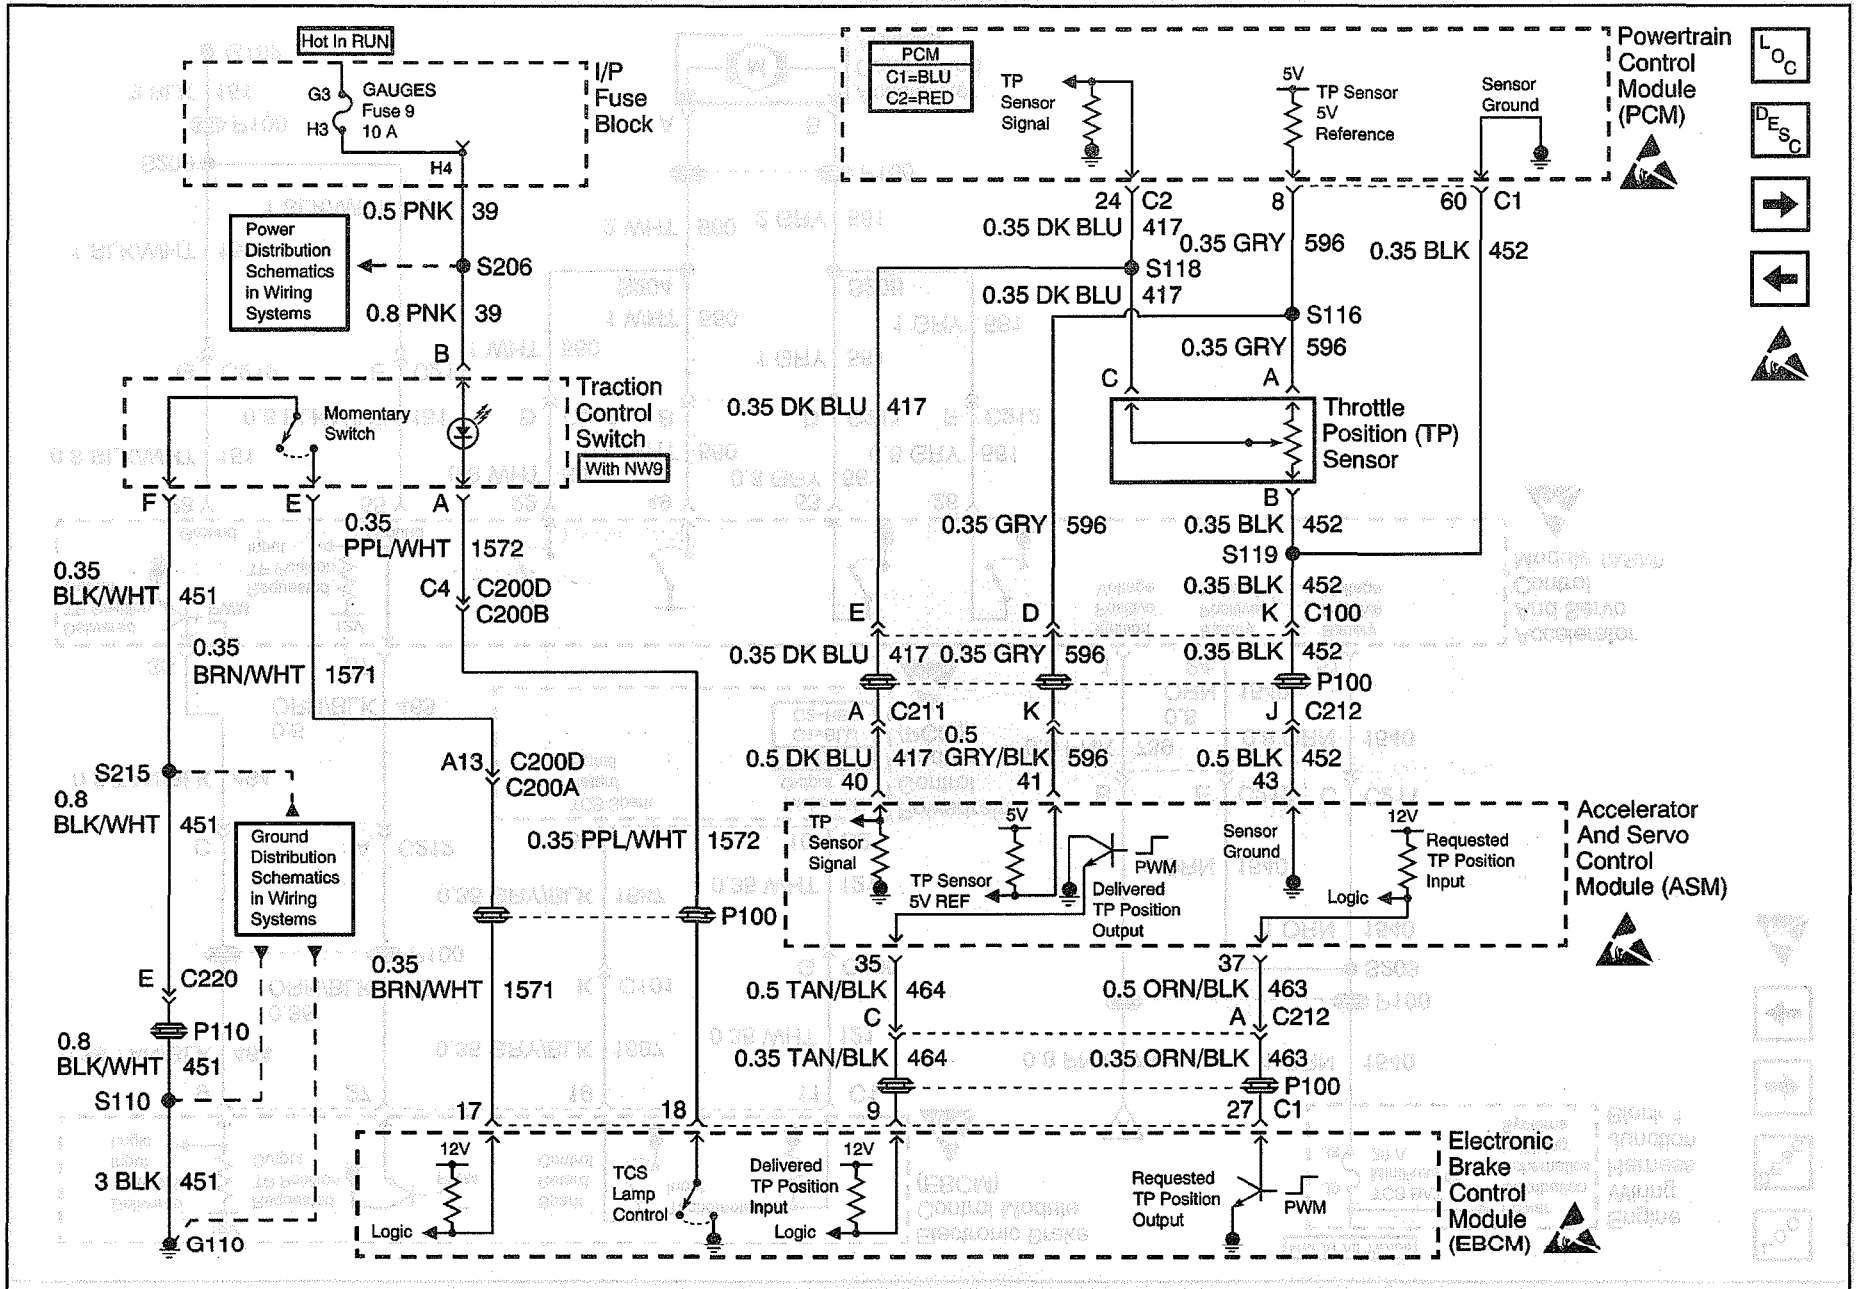 Hot In RUN
G3
GAUGES
Fuse 9
10 A
H3
H4
I/P
Fuse
Block
PCM
C1=BLU
C2=RED
TP
Sensor
Signal
5V
TP Sensor
5V
Reference
Sensor
Ground
Powertrain
Control
Module
(PCM)
LOC
DESC
0.5 PNK 39
Power
Distribution
Schematics
in Wiring
Systems
S206
0.8 PNK 39
B
24 C2
8
60 C1
0.35 DK BLU 417
0.35 GRY 596
0.35 BLK 452
S118
0.35 DK BLU 417
S116
0.35 GRY 596
Momentary
Switch
Traction
Control
Switch
With NW9
F
E
A
C
A
0.35 DK BLU 417
Throttle
Position (TP)
Sensor
B
0.35
PPL/WHT 1572
0.35 GRY 596
0.35 BLK 452
S119
0.35 BLK 452
0.35
BLK/WHT 451
C4 C200D
C200B
E
D
K C100
0.35
BRN/WHT 1571
0.35 DK BLU 417
0.35 GRY 596
0.35 BLK 452
P100
A C211
K
J C212
0.5 DK BLU 417
0.5
GRY/BLK 596
0.5 BLK 452
40
41
43
S215
A13 C200D
C200A
0.8
BLK/WHT 451
Ground
Distribution
Schematics
in Wiring
Systems
0.35 PPL/WHT 1572
P100
TP
Sensor
Signal
5V
TP Sensor
5V REF
PWM
Delivered
TP Position
Output
Sensor
Ground
12V
Requested
TP Position
Input
Logic
Accelerator
And Servo
Control
Module (ASM)
E C220
P110
0.35
BRN/WHT 1571
35
37
0.5 TAN/BLK 464
0.5 ORN/BLK 463
C
A C212
0.35 TAN/BLK 464
0.35 ORN/BLK 463
P100
0.8
BLK/WHT 451
S110
17
18
9
27 C1
3 BLK 451
G110
12V
Logic
TCS
Lamp
Control
Delivered
TP Position
Input
12V
Logic
Requested
TP Position
Output
PWM
Electronic
Brake
Control
Module
(EBCM)